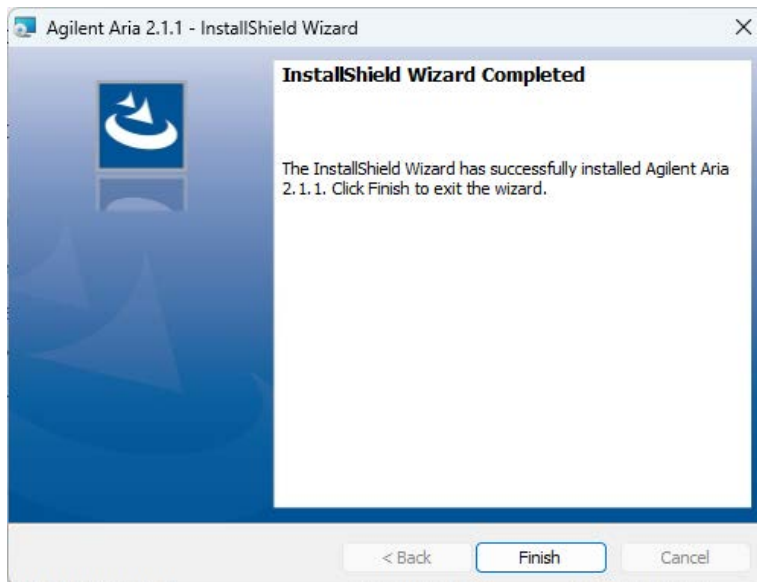 Agilent Aria 2.1.1 - InstallShield Wizard
InstallShield Wizard Completed
The InstallShield Wizard has successfully installed Agilent Aria
2.1.1. Click Finish to exit the wizard.
< Back
Finish
Cancel